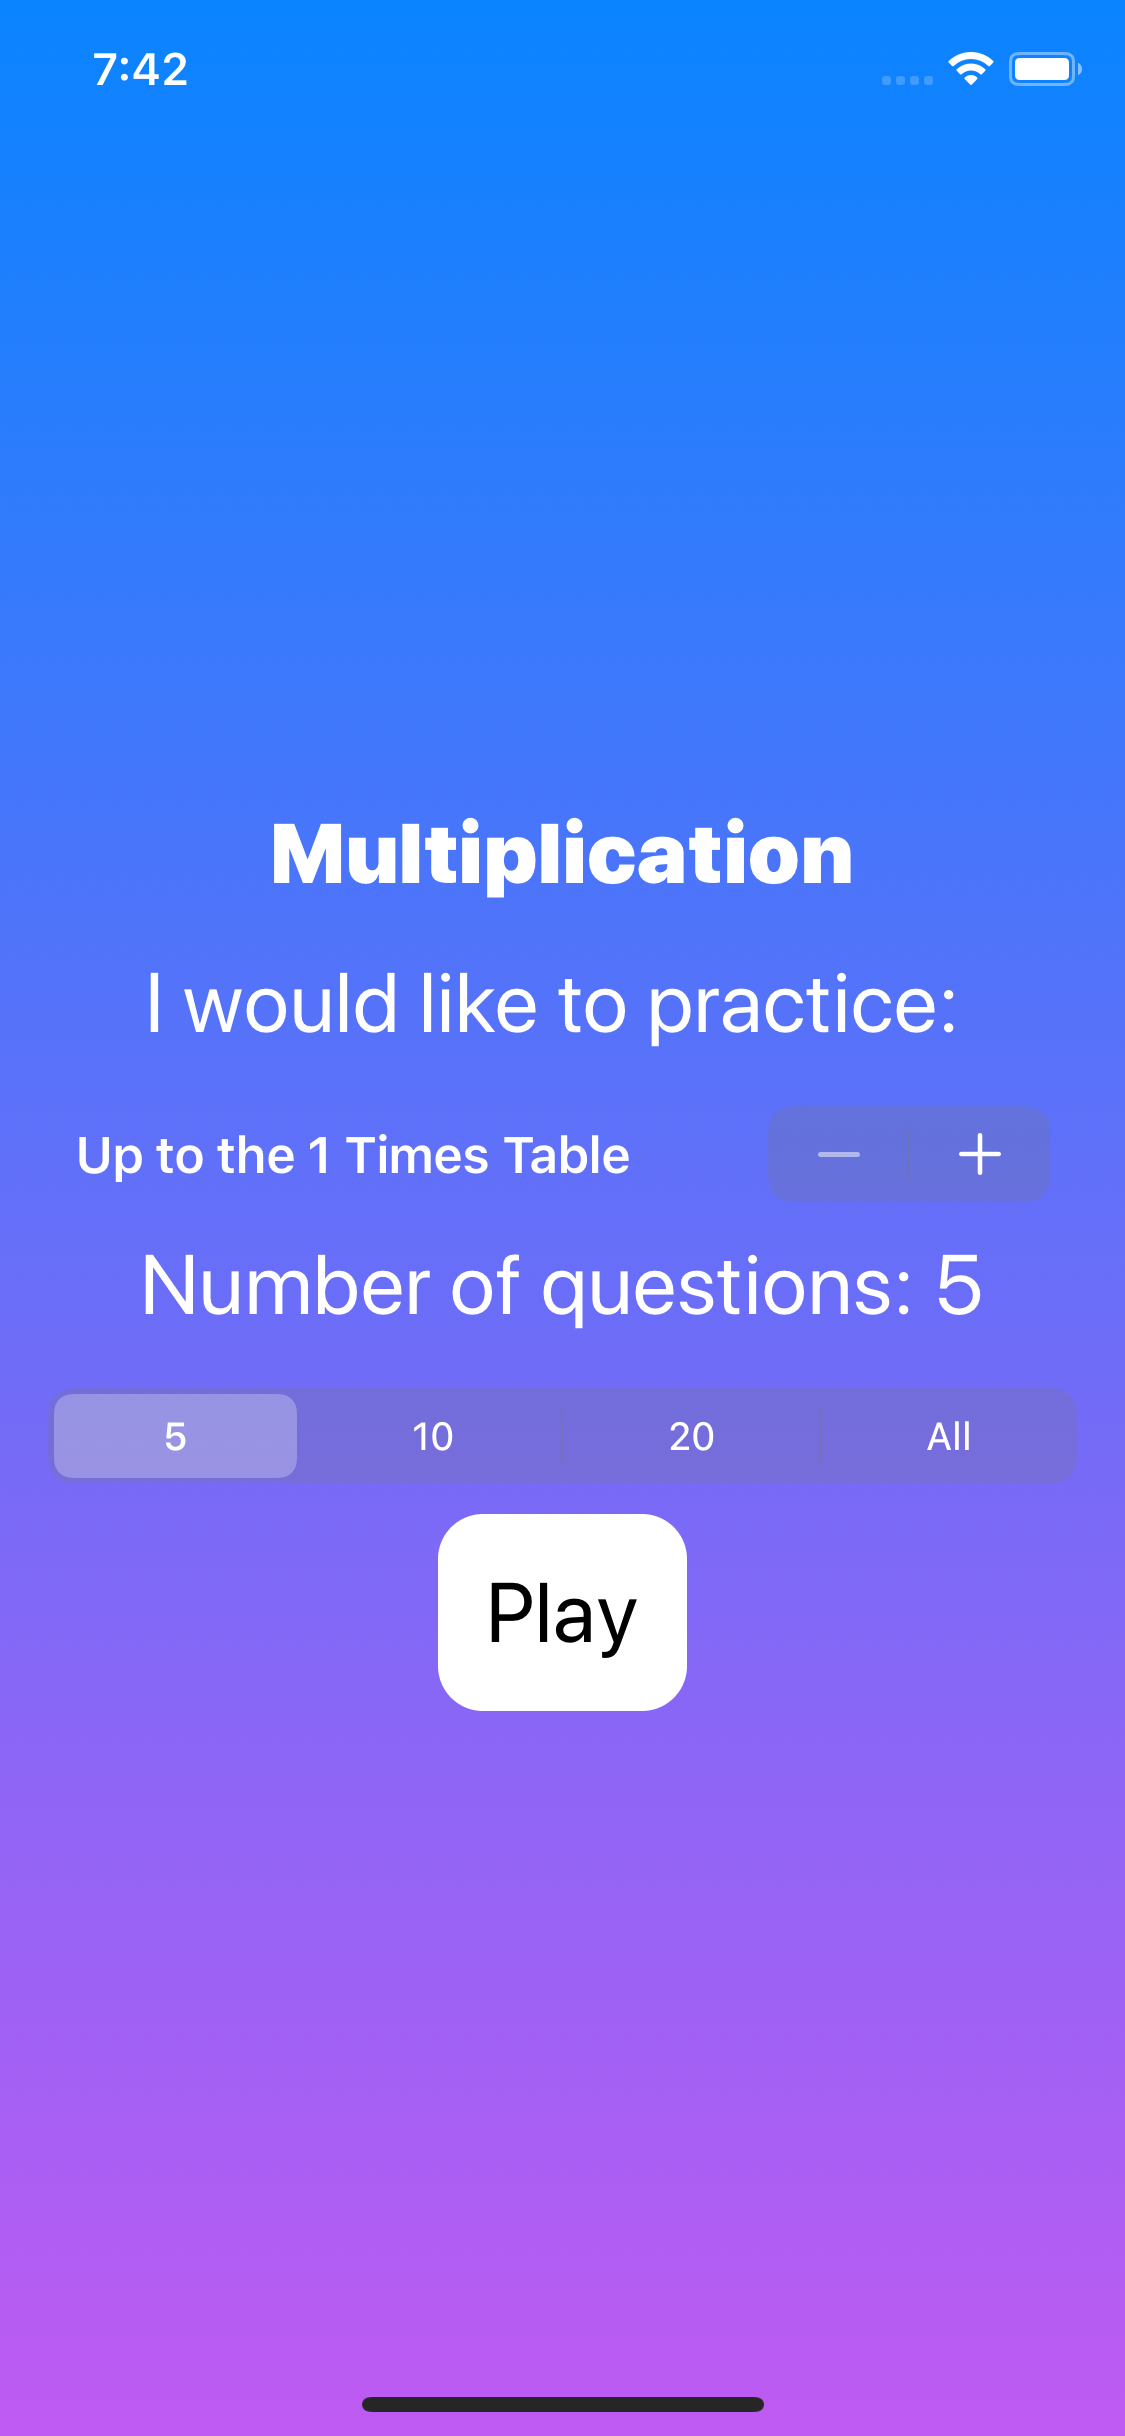 7:42
Multiplication
I would like to practice:
Up to the 1 Times Table
Number of questions: 5
5 10 20 All
Play